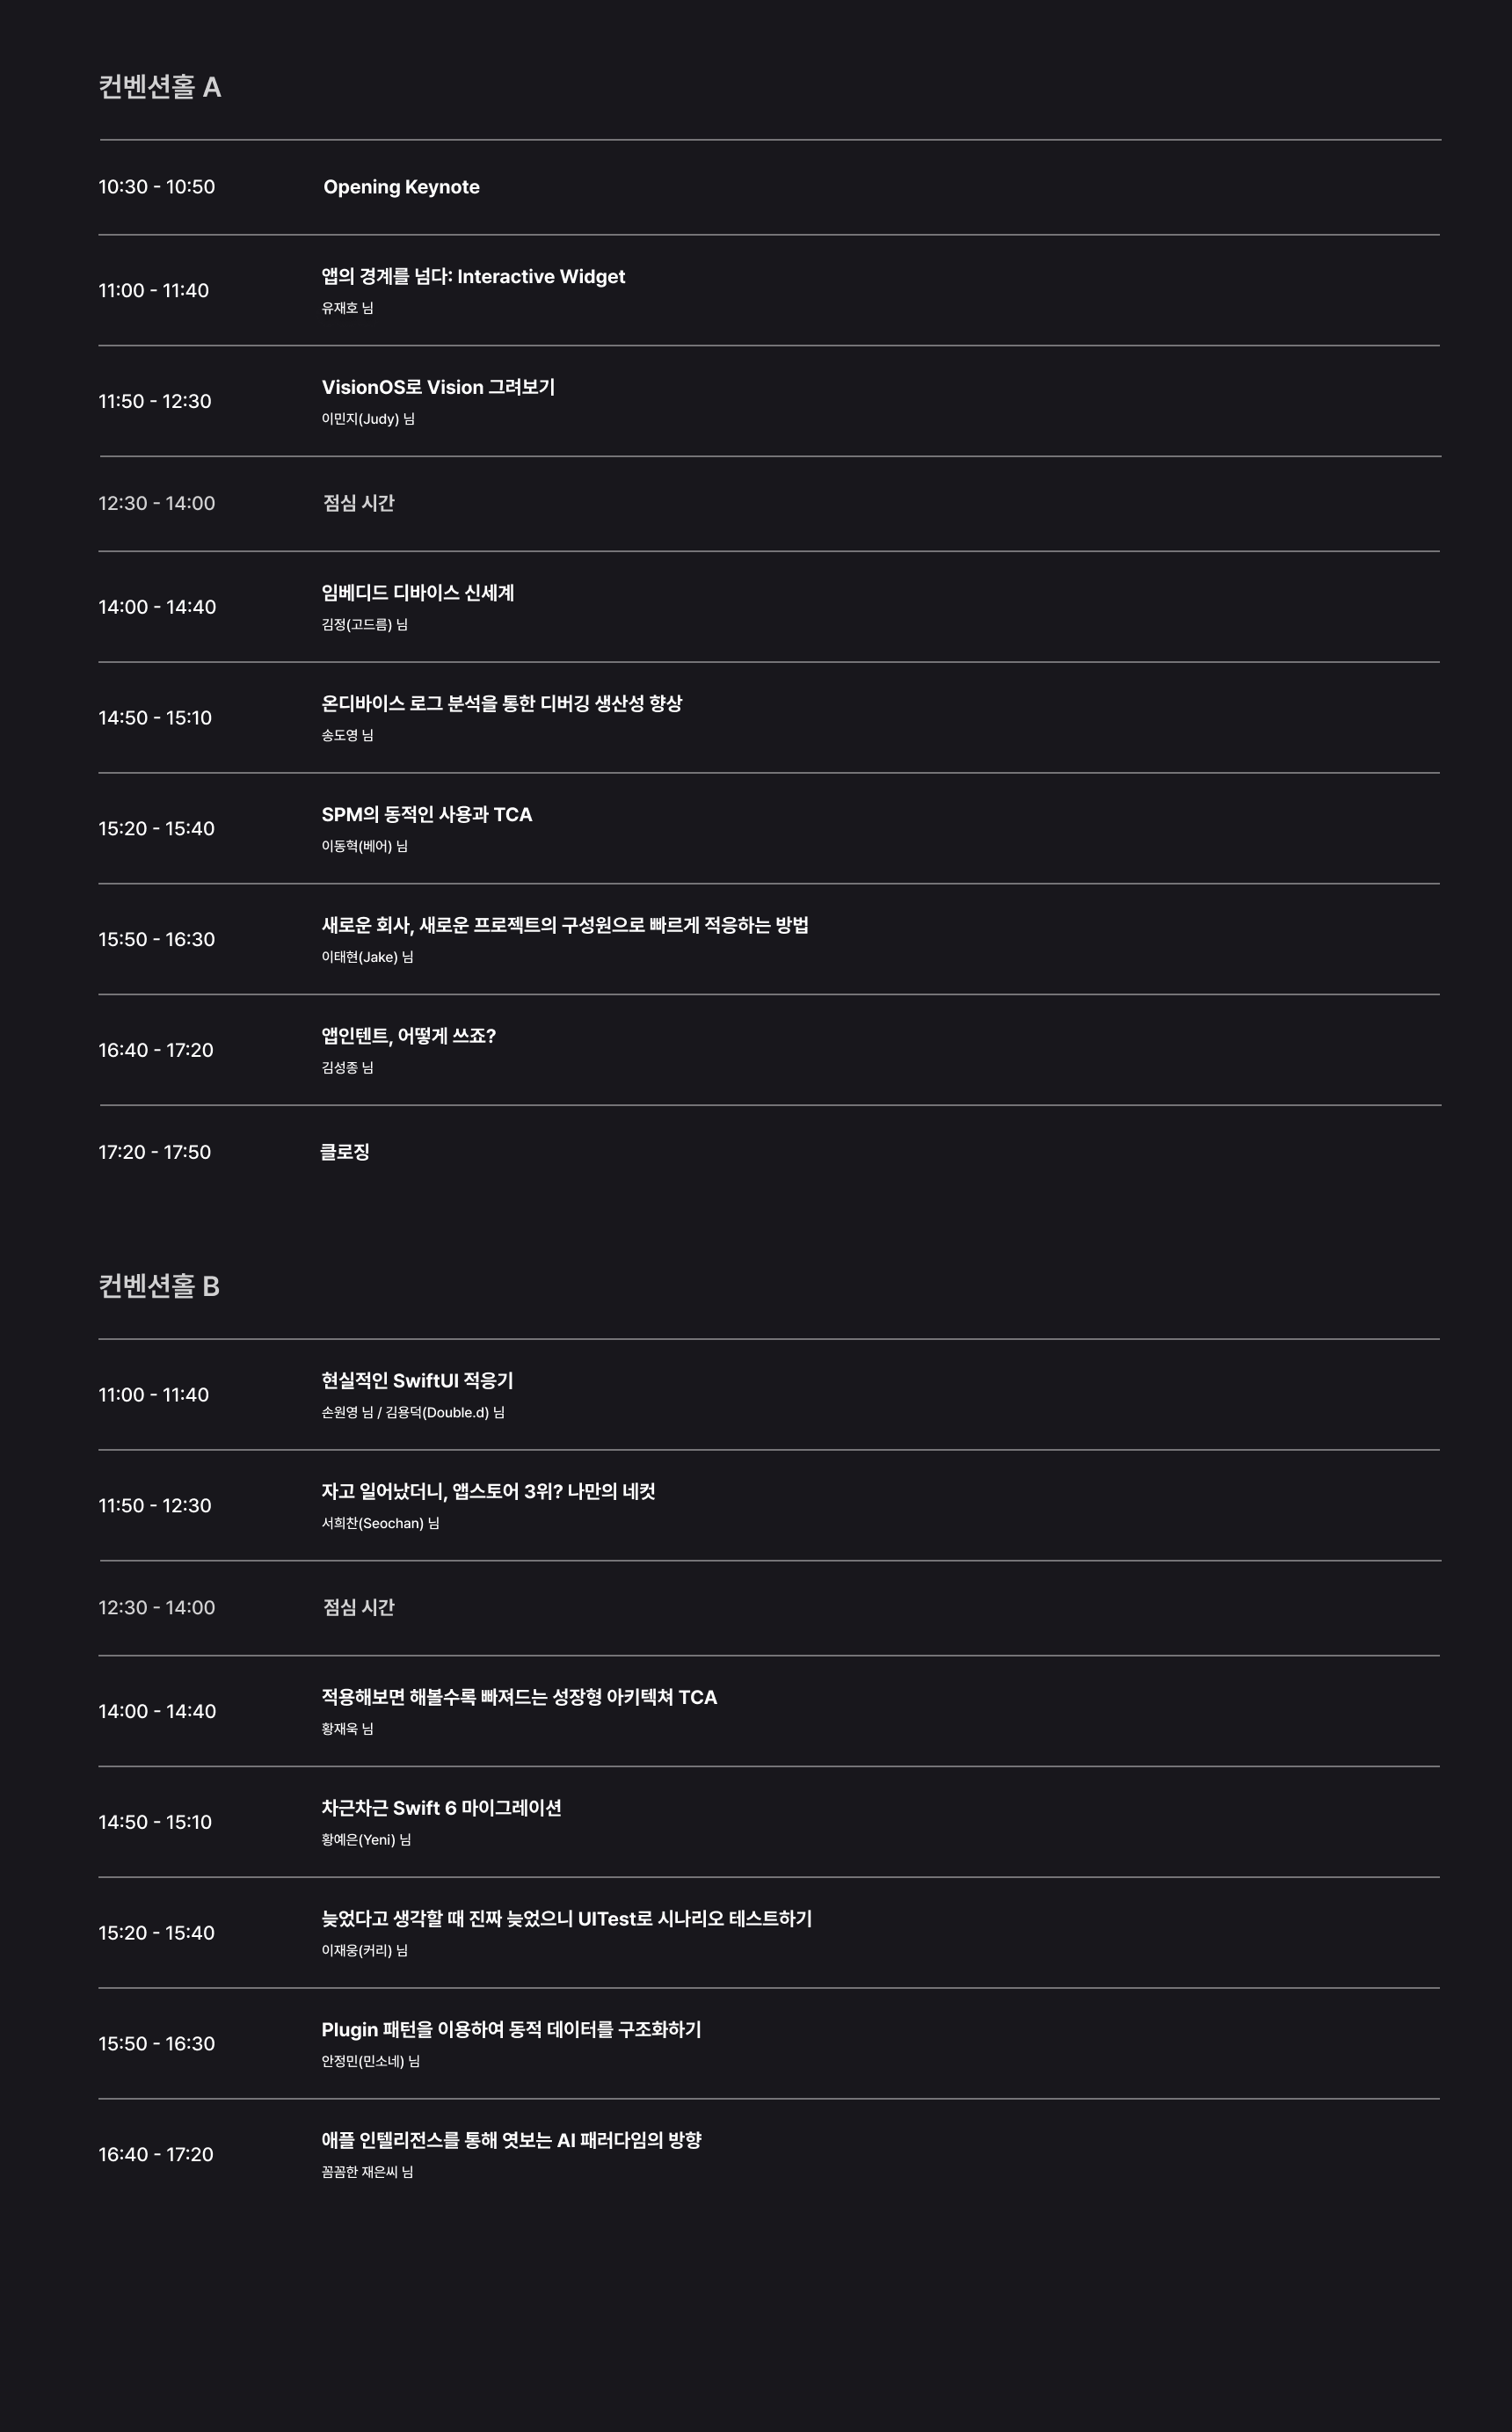 컨벤션홀 A
10:30 - 10:50 Opening Keynote
11:00 - 11:40 앱의 경계를 넘다: Interactive Widget
유재호 님
11:50 - 12:30 VisionOS로 Vision 그려보기
이민지(Judy) 님
12:30 - 14:00 점심 시간
14:00 - 14:40 임베디드 디바이스 신세계
김정(고드름) 님
14:50 - 15:10 온디바이스 로그 분석을 통한 디버깅 생산성 향상
송도영 님
15:20 - 15:40 SPM의 동적인 사용과 TCA
이동혁(베어) 님
15:50 - 16:30 새로운 회사, 새로운 프로젝트의 구성원으로 빠르게 적응하는 방법
이태현(Jake) 님
16:40 - 17:20 앱인텐트, 어떻게 쓰죠?
김성종 님
17:20 - 17:50 클로징
컨벤션홀 B
11:00 - 11:40 현실적인 SwiftUI 적응기
손원영 님 / 김용덕(Double.d) 님
11:50 - 12:30 자고 일어났더니, 앱스토어 3위? 나만의 네컷
서희찬(Seochan) 님
12:30 - 14:00 점심 시간
14:00 - 14:40 적용해보면 해볼수록 빠져드는 성장형 아키텍쳐 TCA
황재욱 님
14:50 - 15:10 차근차근 Swift 6 마이그레이션
황예은(Yeni) 님
15:20 - 15:40 늦었다고 생각할 때 진짜 늦었으니 UITest로 시나리오 테스트하기
이재웅(커리) 님
15:50 - 16:30 Plugin 패턴을 이용하여 동적 데이터를 구조화하기
안정민(민소네) 님
16:40 - 17:20 애플 인텔리전스를 통해 엿보는 AI 패러다임의 방향
꼼꼼한 재은씨 님